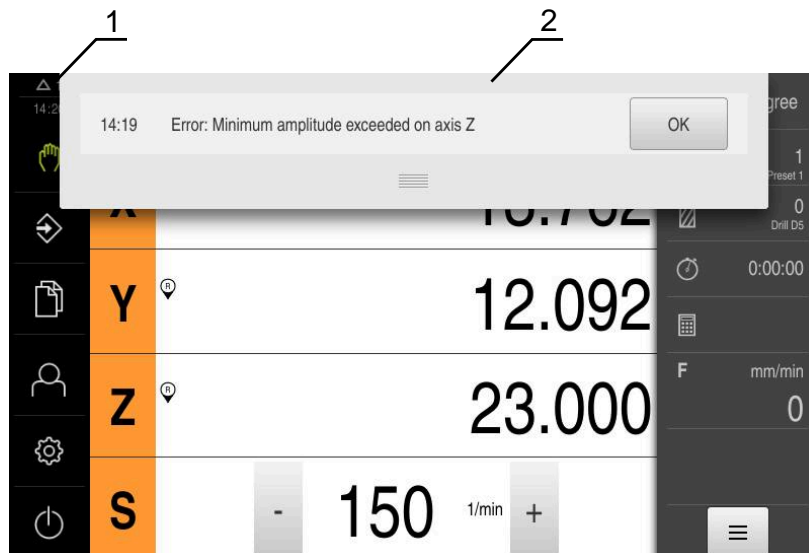 1
2
14:19 Error: Minimum amplitude exceeded on axis Z OK
Y R 12.092
Z R 23.000
S - 150 1/min +
1
Preset 1
0
Drill D5
0:00:00
F mm/min
0